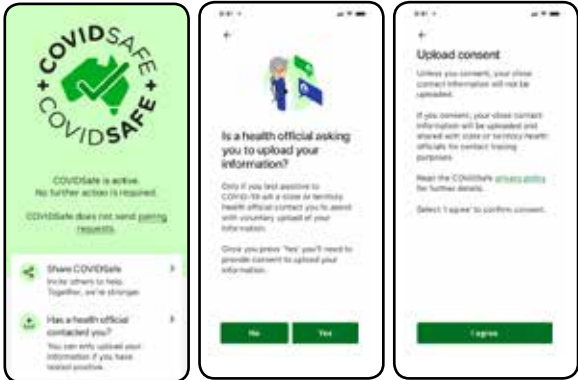 COVIDSAFE
COVIDSAFE
COVIDSafe is active.
No further action is required.
COVIDSafe does not send pairing
requests.
Share COVIDSafe
Invite others to help.
Together, we're stronger.
Has a health official
contacted you?
You can only upload your
information if you have
tested positive.
Is a health official asking
you to upload your
information?
Only if you test positive to
COVID-19 will a state or territory
health official contact you to assist
with voluntary upload of your
information.
Once you press 'Yes' you'll need to
provide consent to upload your
information.
No
Yes
Upload consent
Unless you consent, your close
contact information will not be
uploaded.
If you consent, your close contact
information will be uploaded and
shared with state or territory health
officials for contact tracing
purposes.
Read the COVIDSafe privacy policy
for further details.
Select 'I agree' to confirm consent.
I agree